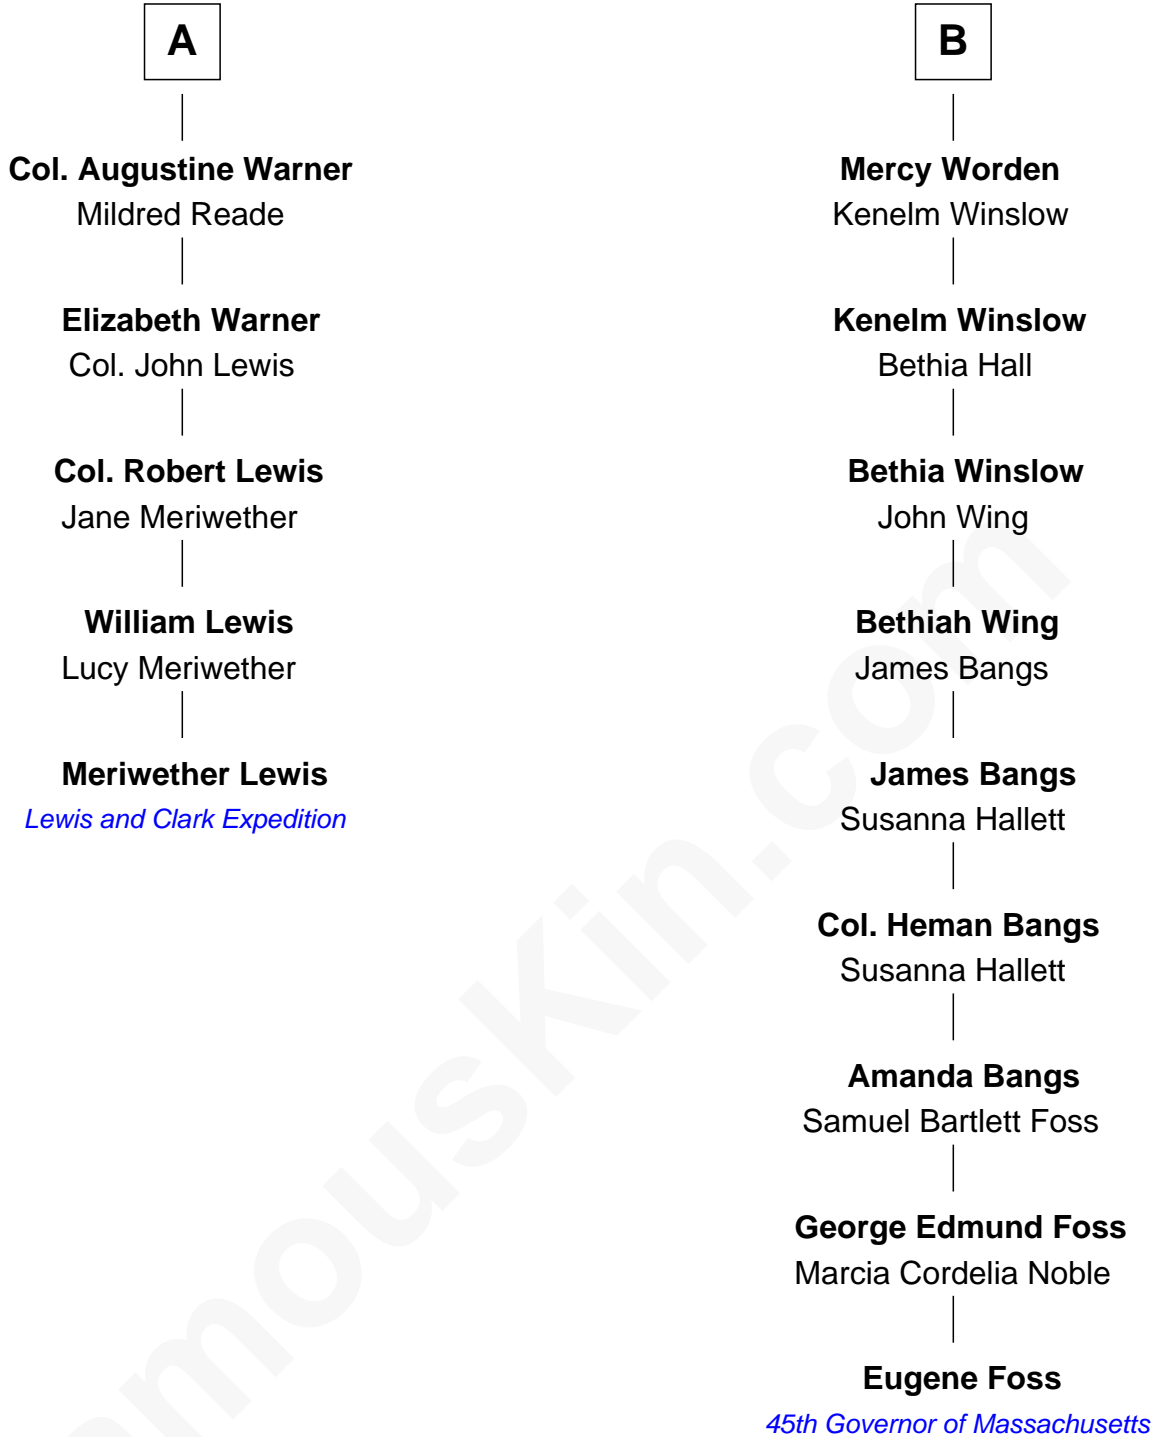 A
Col. Augustine Warner
Mildred Reade
Elizabeth Warner
Col. John Lewis
Col. Robert Lewis
Jane Meriwether
William Lewis
Lucy Meriwether
Meriwether Lewis
Lewis and Clark Expedition
B
Mercy Worden
Kenelm Winslow
Kenelm Winslow
Bethia Hall
Bethia Winslow
John Wing
Bethiah Wing
James Bangs
James Bangs
Susanna Hallett
Col. Heman Bangs
Susanna Hallett
Amanda Bangs
Samuel Bartlett Foss
George Edmund Foss
Marcia Cordelia Noble
Eugene Foss
45th Governor of Massachusetts
amouskin.com